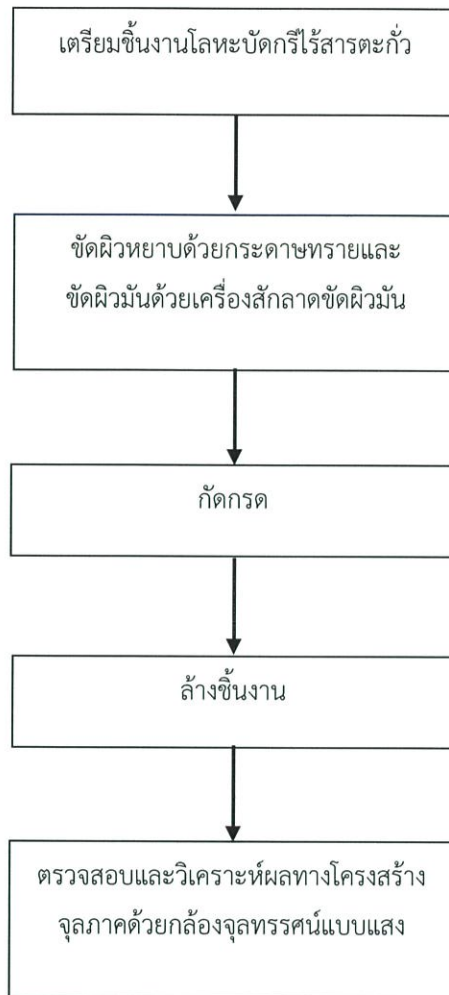 เตรียมชิ้นงานโลหะบัดกรีไร้สารตะกั่ว
ขัดผิวหยาบด้วยกระดาษทรายและ
ขัดผิวมันด้วยเครื่องสักลาดขัดผิวมัน
กัดกรด
ล้างชิ้นงาน
ตรวจสอบและวิเคราะห์ผลทางโครงสร้าง
จุลภาคด้วยกล้องจุลทรรศน์แบบแสง